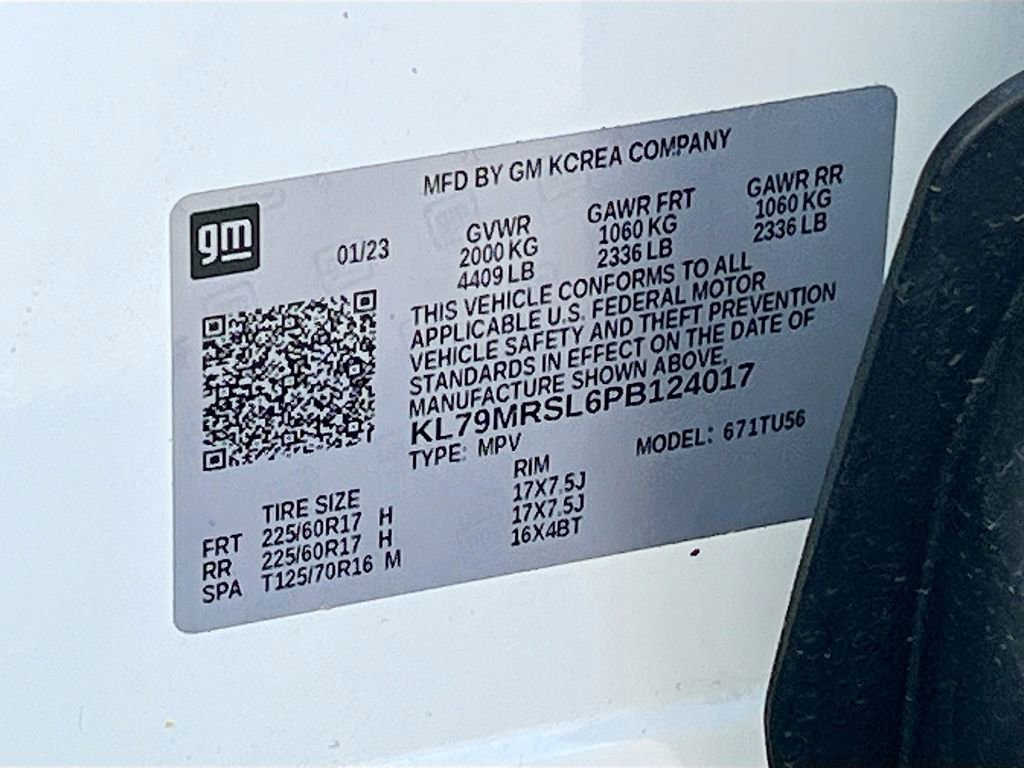 MFD BY GM KCREA COMPANY
gm
01/23
GVWR GAWR FRT GAWR RR
2000 KG 1060 KG 1060 KG
4409 LB 2336 LB 2336 LB
THIS VEHICLE CONFORMS TO ALL
APPLICABLE U.S. FEDERAL MOTOR
VEHICLE SAFETY AND THEFT PREVENTION
STANDARDS IN EFFECT ON THE DATE OF
MANUFACTURE SHOWN ABOVE.
KL79MRSL6PB124017
TYPE: MPV MODEL: 671TU56
TIRE SIZE RIM
FRT 225/60R17 H 17X7.5J
RR 225/60R17 H 17X7.5J
SPA T125/70R16 M 16X4BT